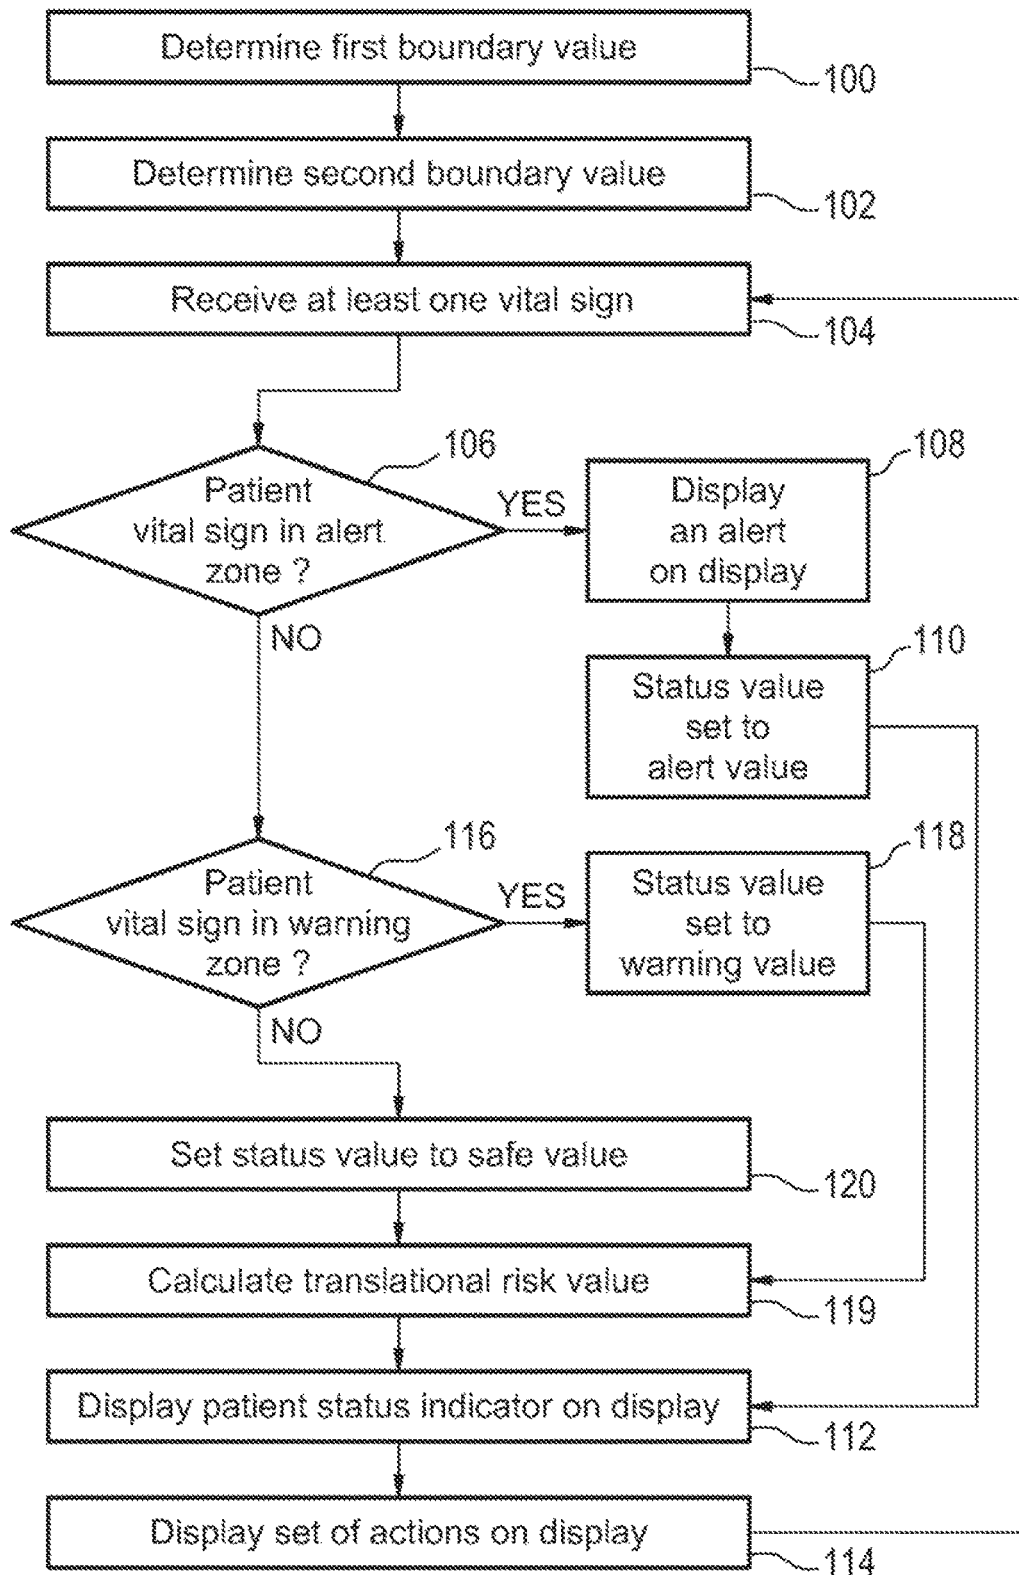 Determine first boundary value
100
Determine second boundary value
102
Receive at least one vital sign
104
106
Patient
vital sign in alert
zone ?
YES
NO
108
Display
an alert
on display
110
Status value
set to
alert value
116
Patient
vital sign in warning
zone ?
YES
NO
118
Status value
set to
warning value
Set status value to safe value
120
Calculate translational risk value
119
Display patient status indicator on display
112
Display set of actions on display
114